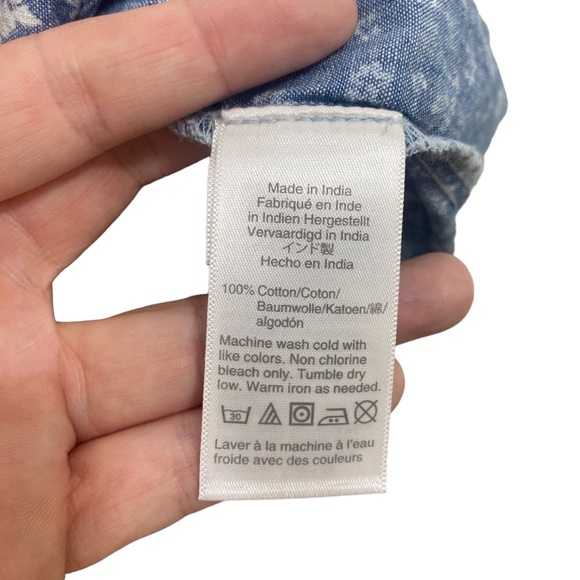 Made in India
Fabriqué en Inde
in Indien Hergestellt
Vervaardigd in India
インド製
Hecho en India
100% Cotton/Coton/
Baumwolle/Katoen/綿/
algodón
Machine wash cold with
like colors. Non chlorine
bleach only. Tumble dry
low. Warm iron as needed.
30
Laver à la machine à l'eau
froide avec des couleurs